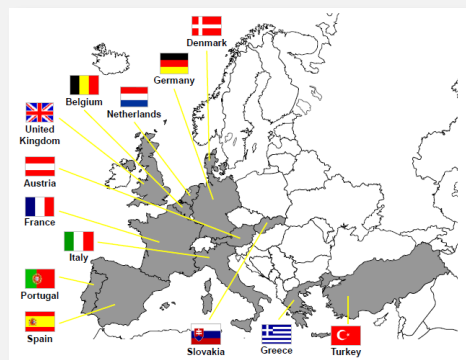 Denmark
Germany
Belgium
Netherlands
United
Kingdom
Austria
France
Italy
Portugal
Spain
Slovakia
Greece
Turkey